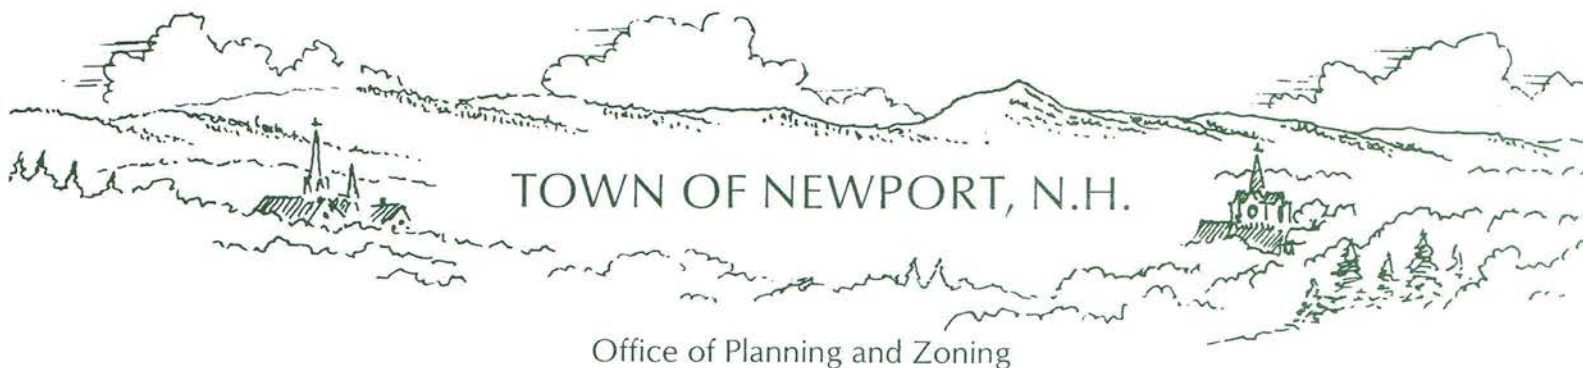 TOWN OF NEWPORT, N.H.
Office of Planning and Zoning